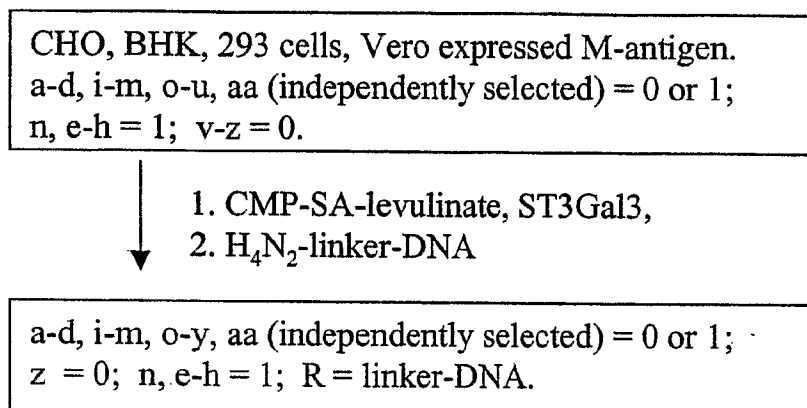 CHO, BHK, 293 cells, Vero expressed M-antigen.
a-d, i-m, o-u, aa (independently selected) = 0 or 1;
n, e-h = 1; v-z = 0.
1. CMP-SA-levulinate, ST3Gal3,
2. H₄N₂-linker-DNA
a-d, i-m, o-y, aa (independently selected) = 0 or 1;
z = 0; n, e-h = 1; R = linker-DNA.